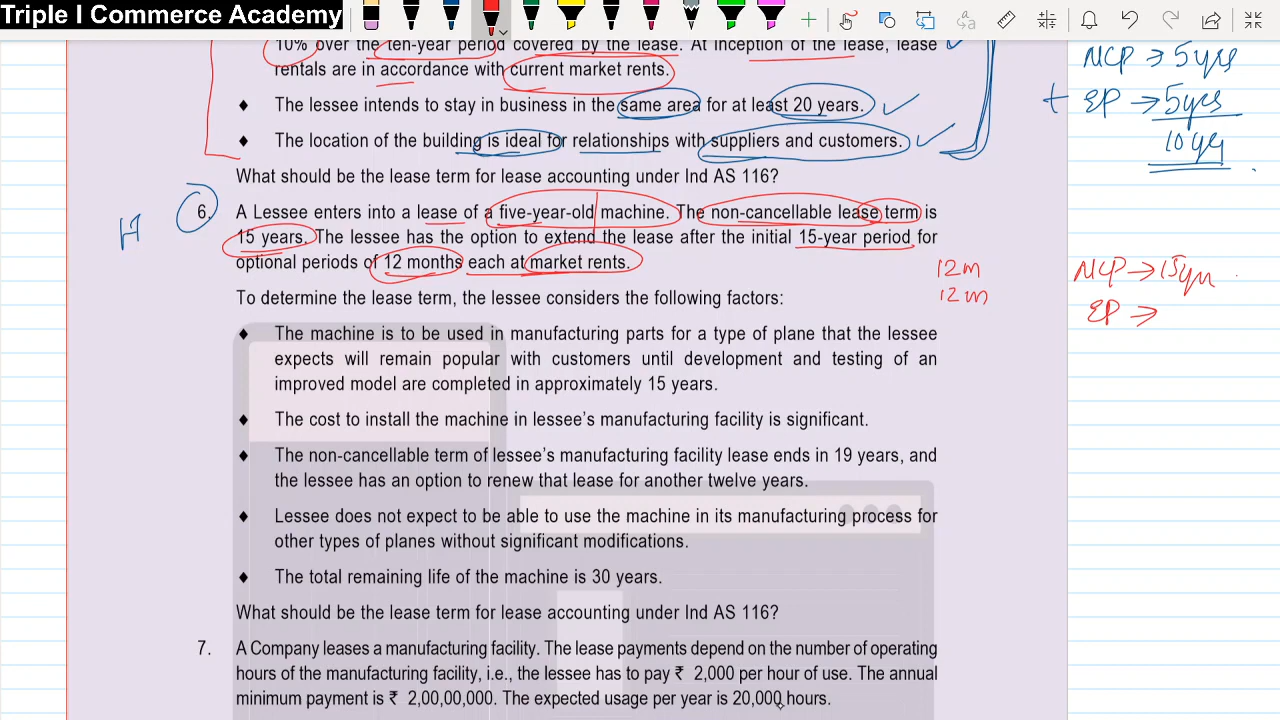 Triple I Commerce Academy
10% over the ten-year period covered by the lease. At inception of the lease, lease
rentals are in accordance with current market rents.
♦ The lessee intends to stay in business in the same area for at least 20 years.
♦ The location of the building is ideal for relationships with suppliers and customers.
What should be the lease term for lease accounting under Ind AS 116?
NCP → 5 yrs
+ EP → 5 yrs
10 yrs
6. A Lessee enters into a lease of a five-year-old machine. The non-cancellable lease term is
15 years. The lessee has the option to extend the lease after the initial 15-year period for
optional periods of 12 months each at market rents.
12m
12m
NCP → 15 yrs
EP →
To determine the lease term, the lessee considers the following factors:
♦ The machine is to be used in manufacturing parts for a type of plane that the lessee
expects will remain popular with customers until development and testing of an
improved model are completed in approximately 15 years.
♦ The cost to install the machine in lessee's manufacturing facility is significant.
♦ The non-cancellable term of lessee's manufacturing facility lease ends in 19 years, and
the lessee has an option to renew that lease for another twelve years.
♦ Lessee does not expect to be able to use the machine in its manufacturing process for
other types of planes without significant modifications.
♦ The total remaining life of the machine is 30 years.
What should be the lease term for lease accounting under Ind AS 116?
7. A Company leases a manufacturing facility. The lease payments depend on the number of operating
hours of the manufacturing facility, i.e., the lessee has to pay ₹ 2,000 per hour of use. The annual
minimum payment is ₹ 2,00,00,000. The expected usage per year is 20,000 hours.